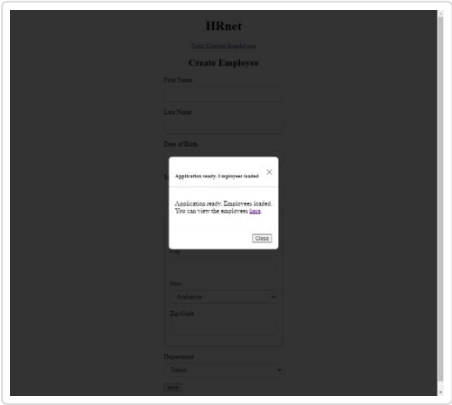 HRnet
View Current Employees
Create Employee
First Name
Last Name
Date of Birth
Application ready. Employees loaded
×
Application ready. Employees loaded.
You can view the employees here.
Close
City
State
Alabama
Zip Code
Department
Sales
Save